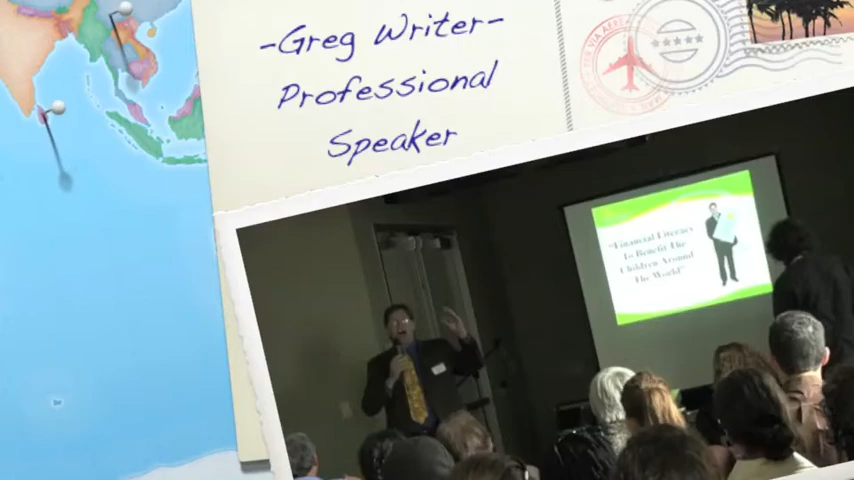 -Greg Writer-
Professional
Speaker
"Financial Literacy
To Benefit The
Children Around
The World"